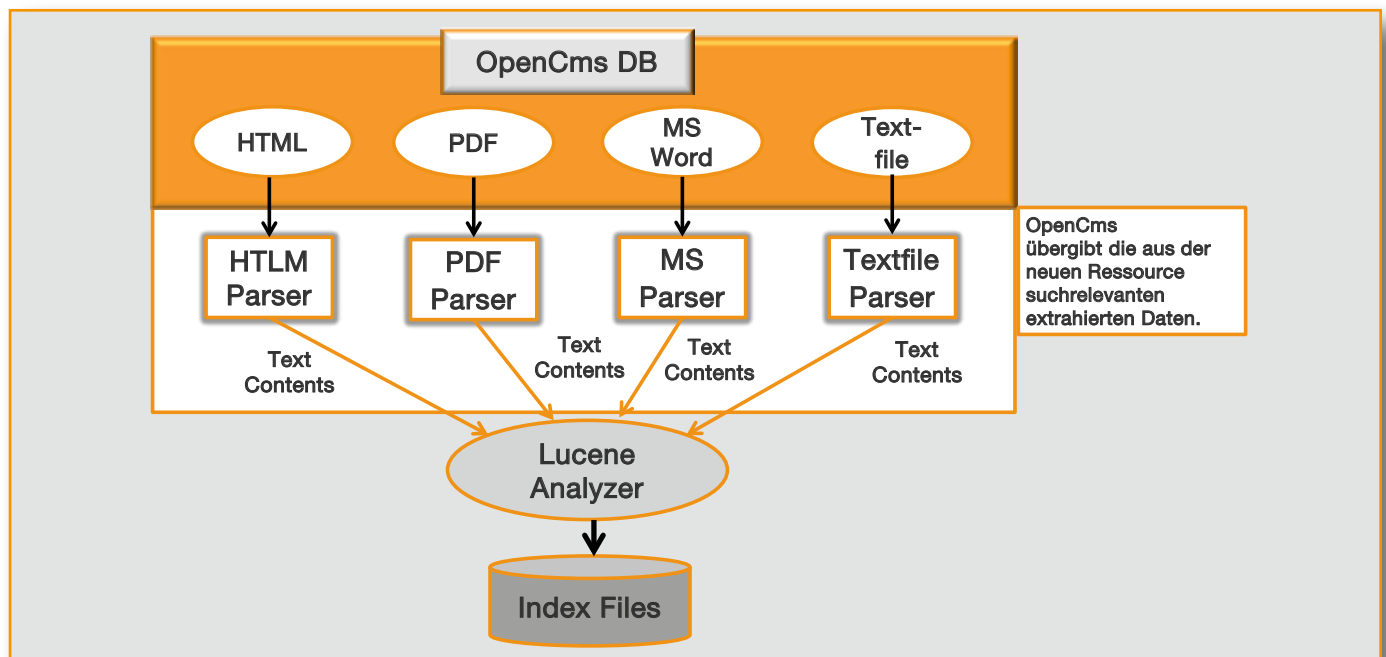 OpenCms DB
HTML
PDF
MS
Word
Text-
file
HTLM
Parser
PDF
Parser
MS
Parser
Textfile
Parser
OpenCms
übergibt die aus der
neuen Ressource
suchrelevanten
extrahierten Daten.
Text
Contents
Text
Contents
Text
Contents
Text
Contents
Lucene
Analyzer
Index Files